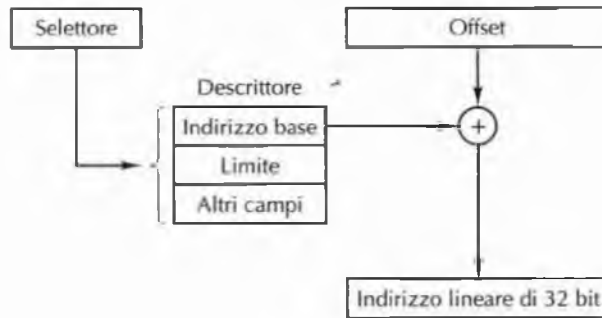 Selettore
Offset
Descrittore
Indirizzo base
+
Limite
Altri campi
Indirizzo lineare di 32 bit